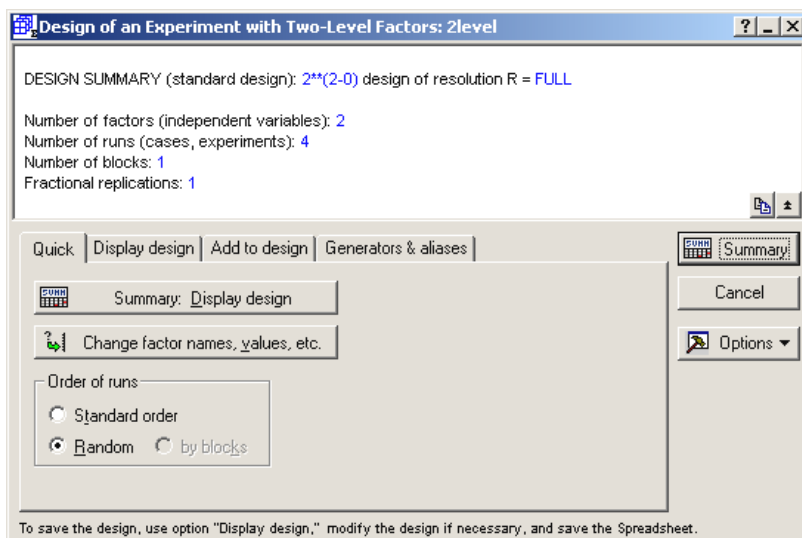 Design of an Experiment with Two-Level Factors: 2level
DESIGN SUMMARY (standard design): 2**(2-0) design of resolution R = FULL
Number of factors (independent variables): 2
Number of runs (cases, experiments): 4
Number of blocks: 1
Fractional replications: 1
Quick Display design Add to design Generators & aliases
Summary
Summary: Display design
Cancel
Change factor names, values, etc.
Options
Order of runs
Standard order
Random by blocks
To save the design, use option "Display design," modify the design if necessary, and save the Spreadsheet.